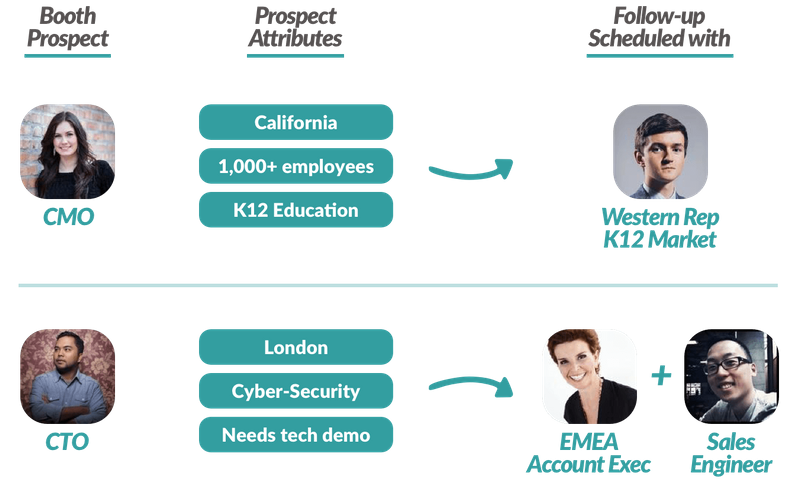 Booth
Prospect
Prospect
Attributes
Follow-up
Scheduled with
California
1,000+ employees
K12 Education
CMO
Western Rep
K12 Market
London
Cyber-Security
Needs tech demo
CTO
+
EMEA
Account Exec
Sales
Engineer